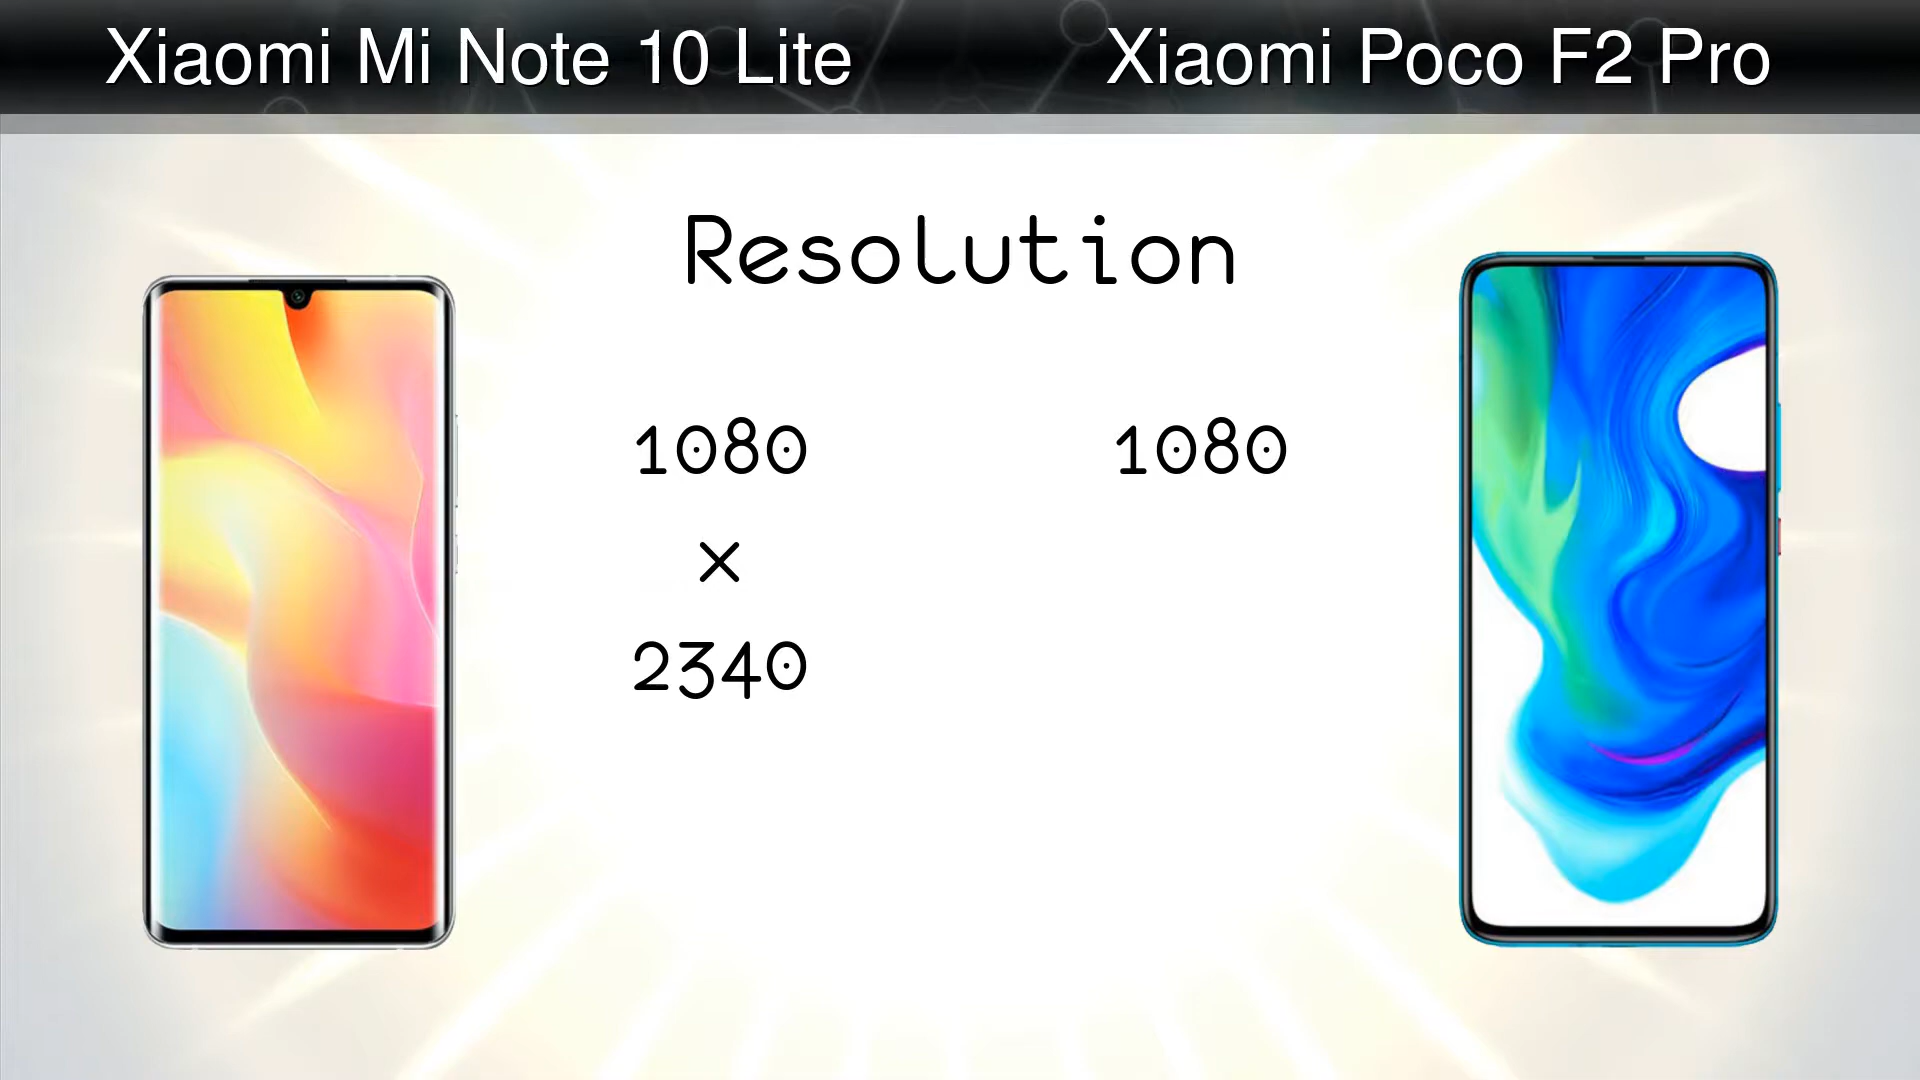 Xiaomi Mi Note 10 Lite
Xiaomi Poco F2 Pro
Resolution
1080
×
2340
1080